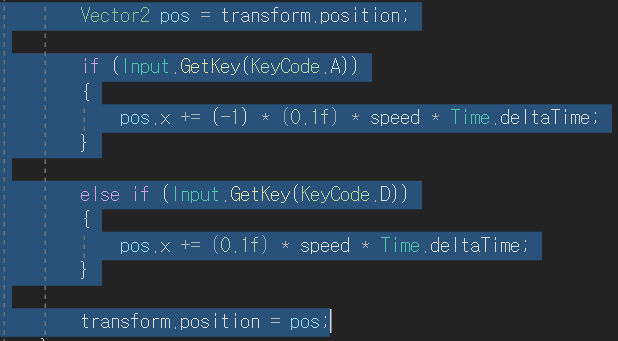 Vector2 pos = transform.position;
if (Input.GetKey(KeyCode.A))
{
pos.x += (-1) * (0.1f) * speed * Time.deltaTime;
}
else if (Input.GetKey(KeyCode.D))
{
pos.x += (0.1f) * speed * Time.deltaTime;
}
transform.position = pos;